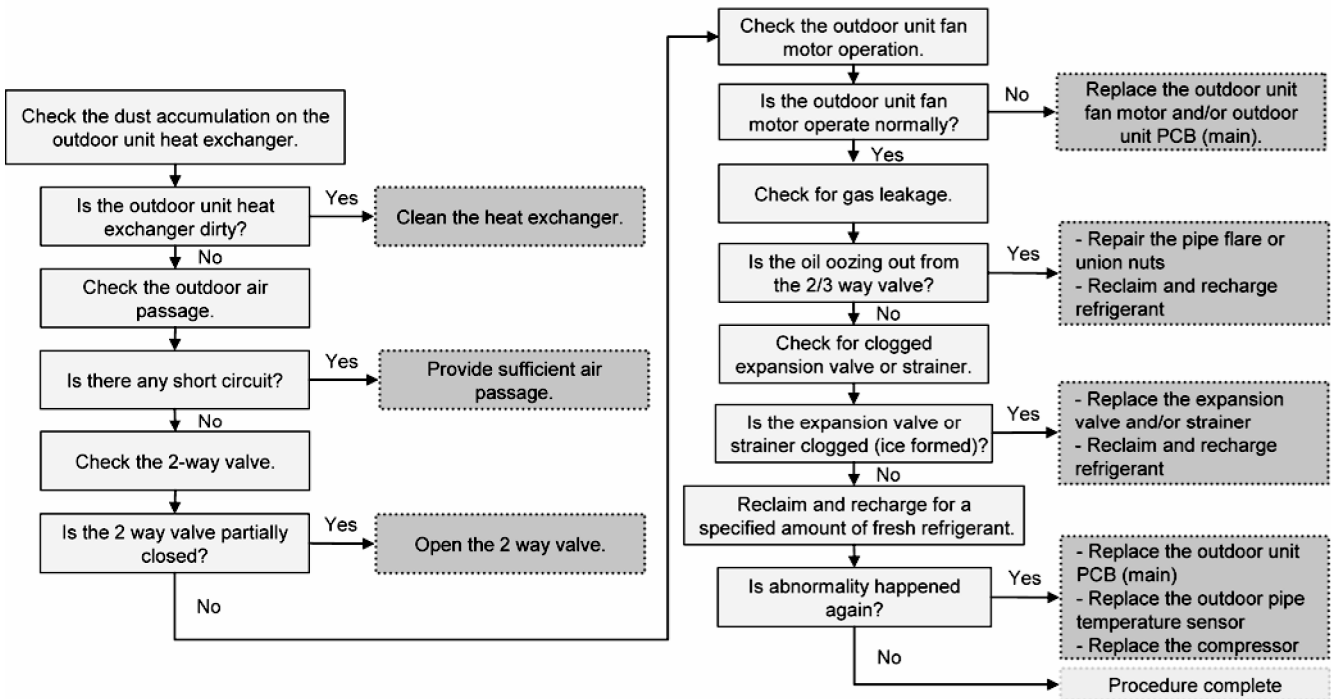 Check the dust accumulation on the
outdoor unit heat exchanger.
Is the outdoor unit heat
exchanger dirty?
Yes
Clean the heat exchanger.
No
Check the outdoor air
passage.
Is there any short circuit?
Yes
Provide sufficient air
passage.
No
Check the 2-way valve.
Is the 2 way valve partially
closed?
Yes
Open the 2 way valve.
No
Check the outdoor unit fan
motor operation.
Is the outdoor unit fan
motor operate normally?
No
Replace the outdoor unit
fan motor and/or outdoor
unit PCB (main).
Yes
Check for gas leakage.
Is the oil oozing out from
the 2/3 way valve?
Yes
- Repair the pipe flare or
union nuts
- Reclaim and recharge
refrigerant
No
Check for clogged
expansion valve or strainer.
Is the expansion valve or
strainer clogged (ice formed)?
Yes
- Replace the expansion
valve and/or strainer
- Reclaim and recharge
refrigerant
No
Reclaim and recharge for a
specified amount of fresh refrigerant.
Is abnormality happened
again?
Yes
- Replace the outdoor unit
PCB (main)
- Replace the outdoor pipe
temperature sensor
- Replace the compressor
No
Procedure complete